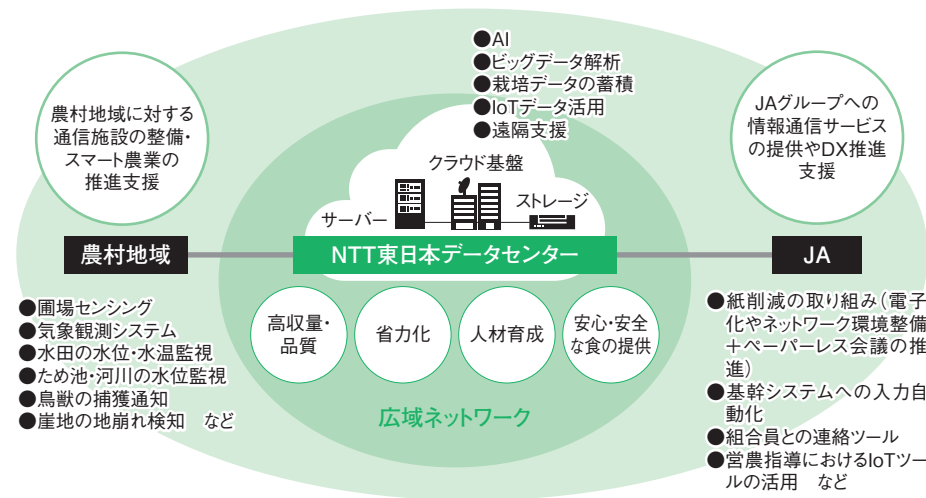 ●AI
●ビッグデータ解析
●栽培データの蓄積
●IoTデータ活用
●遠隔支援
農村地域に対する
通信施設の整備・
スマート農業の
推進支援
JAグループへの
情報通信サービス
の提供やDX推進
支援
クラウド基盤
サーバー
ストレージ
農村地域
NTT東日本データセンター
JA
●圃場センシング
●気象観測システム
●水田の水位・水温監視
●ため池・河川の水位監視
●鳥獣の捕獲通知
●崖地の地崩れ検知　など
高収量・
品質
省力化
人材育成
安心・安全
な食の提供
広域ネットワーク
●紙削減の取り組み（電子
化やネットワーク環境整備
＋ペーパーレス会議の推
進）
●基幹システムへの入力自
動化
●組合員との連絡ツール
●営農指導におけるIoTツー
ルの活用　など